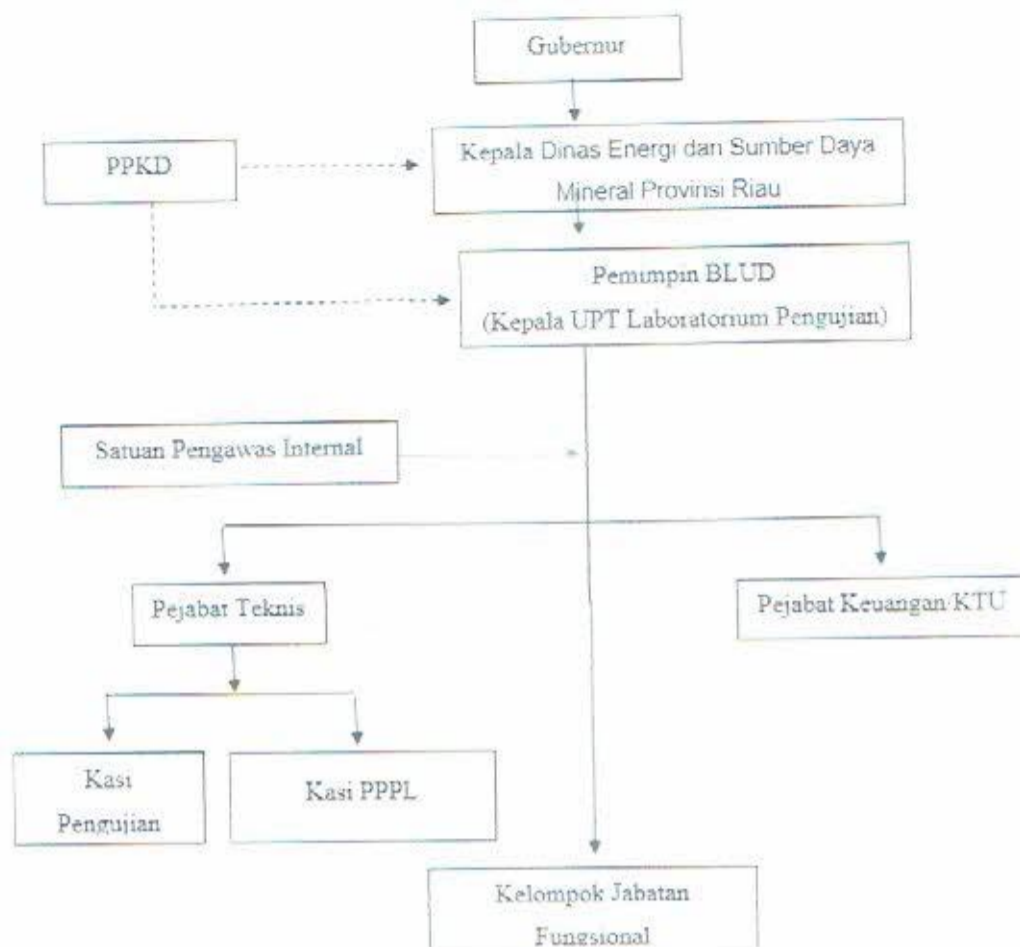 Gubernur
PPKD
Kepala Dinas Energi dan Sumber Daya
Mineral Provinsi Riau
Pemimpin BLUD
(Kepala UPT Laboratorium Pengujian)
Satuan Pengawas Internal
Pejabat Teknis
Pejabat Keuangan/KTU
Kasi
Pengujian
Kasi PPPL
Kelompok Jabatan
Fungsional